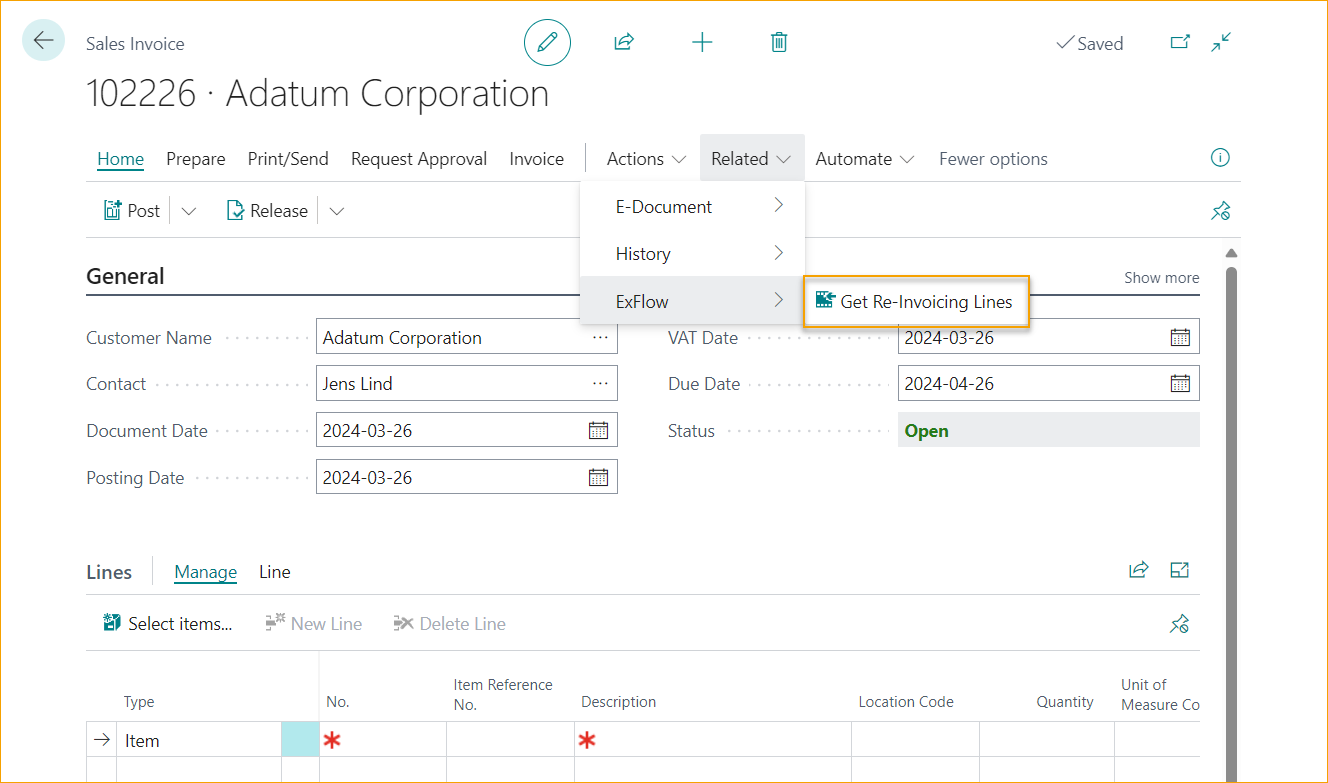 Sales Invoice
Saved
102226 · Adatum Corporation
Home Prepare Print/Send Request Approval Invoice Actions Related Automate Fewer options
Post Release
E-Document
History
ExFlow
Get Re-Invoicing Lines
General
Show more
Customer Name Adatum Corporation
VAT Date 2024-03-26
Contact Jens Lind
Due Date 2024-04-26
Document Date 2024-03-26
Status Open
Posting Date 2024-03-26
Lines Manage Line
Select items... New Line Delete Line
Type No. Item Reference No. Description Location Code Quantity Unit of Measure Co
Item